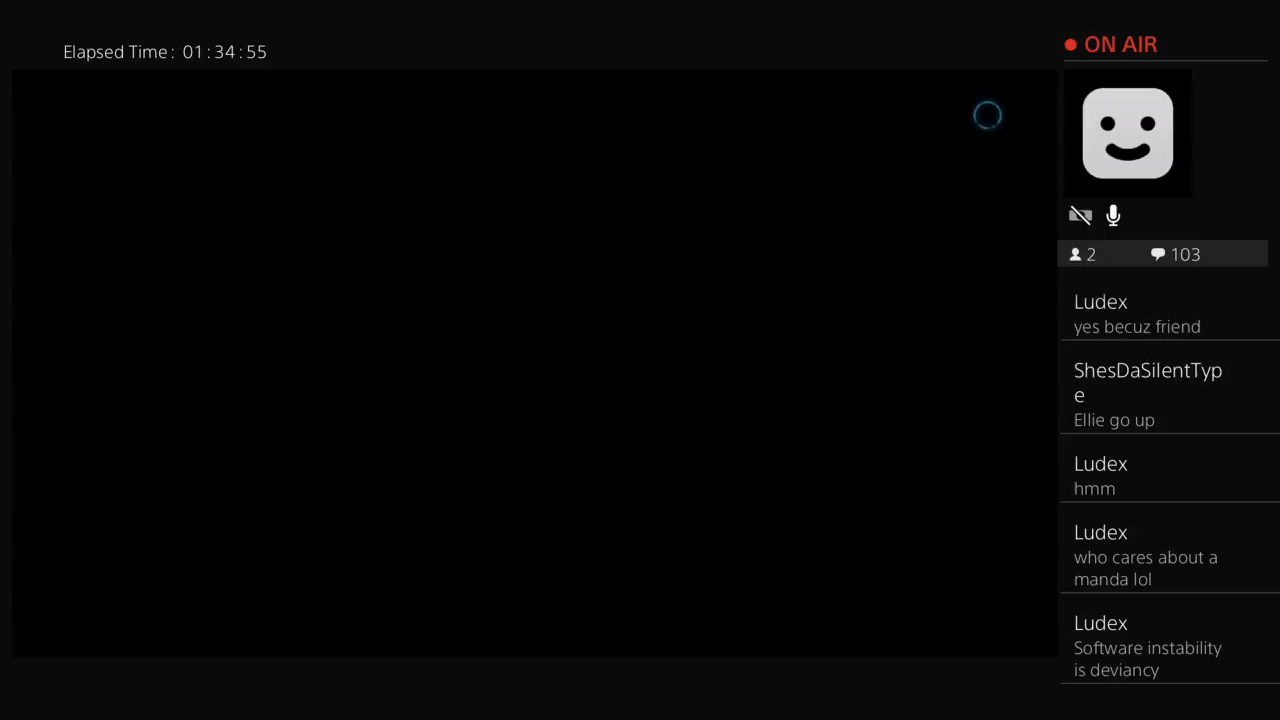 Elapsed Time: 01:34:55
ON AIR
2 103
Ludex
yes becuz friend
ShesDaSilentTyp
e
Ellie go up
Ludex
hmm
Ludex
who cares about a
manda lol
Ludex
Software instability
is deviancy